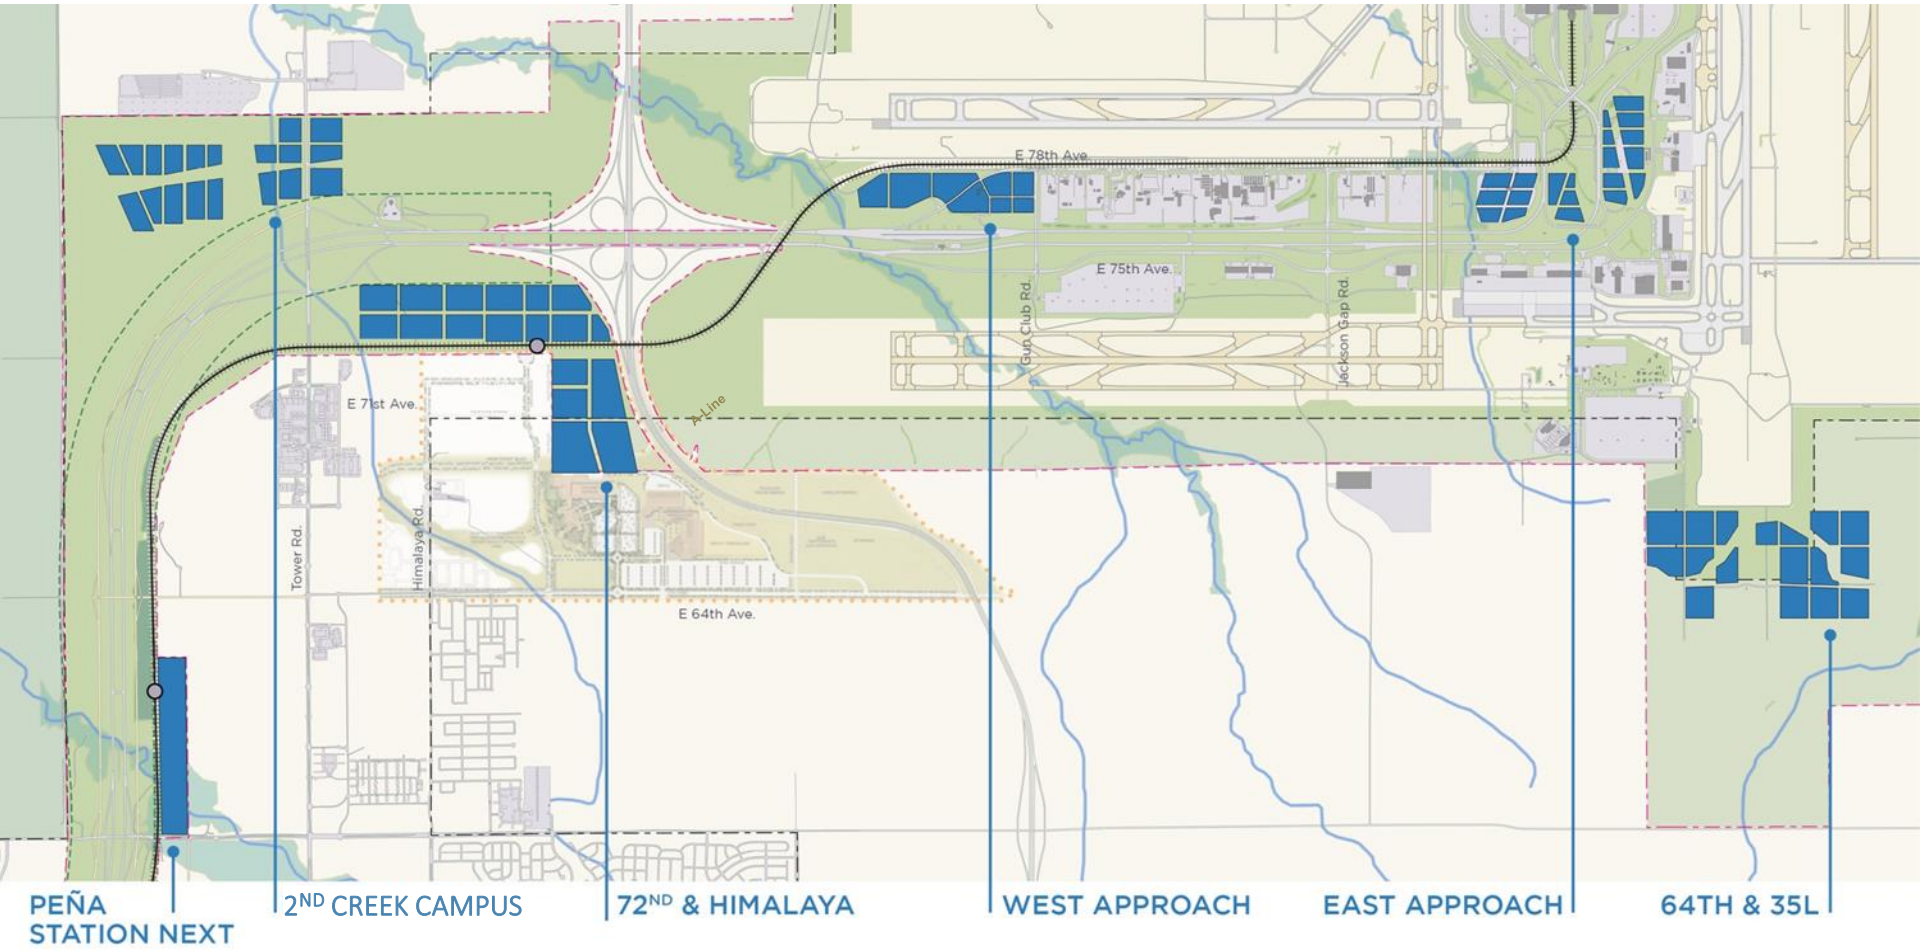 E 78th Ave.
E 75th Ave.
Gun Club Rd.
Jackson Gap Rd.
E 71st Ave.
A-Line
Tower Rd.
Himalaya Rd.
E 64th Ave.
PEÑA
STATION NEXT
2ND CREEK CAMPUS
72ND & HIMALAYA
WEST APPROACH
EAST APPROACH
64TH & 35L